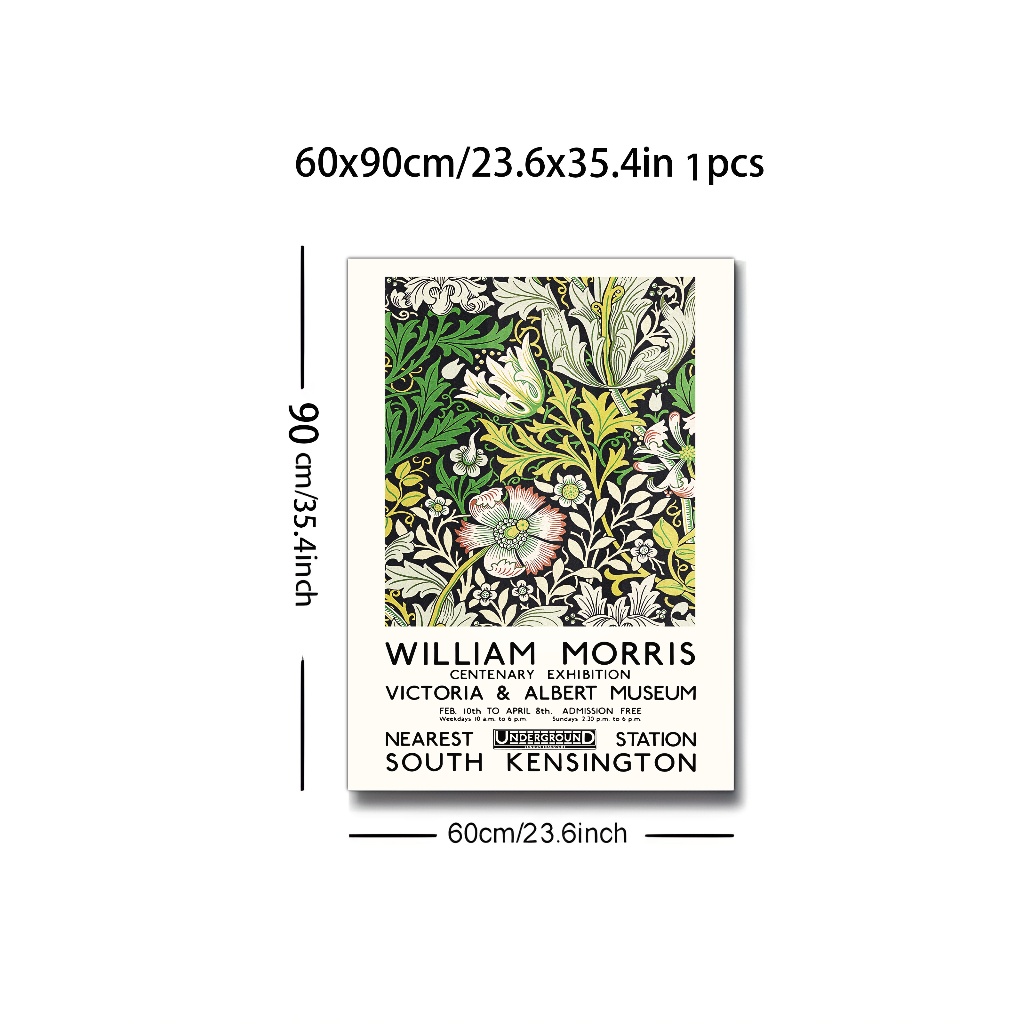 60x90cm/23.6x35.4in 1pcs
90 cm/35.4inch
WILLIAM MORRIS
CENTENARY EXHIBITION
VICTORIA & ALBERT MUSEUM
FEB. 10th TO APRIL 8th. ADMISSION FREE
Weekdays 10 a.m. to 6 p.m. Sundays 2.30 p.m. to 6 p.m.
NEAREST UNDERGROUND STATION
SOUTH KENSINGTON
60cm/23.6inch